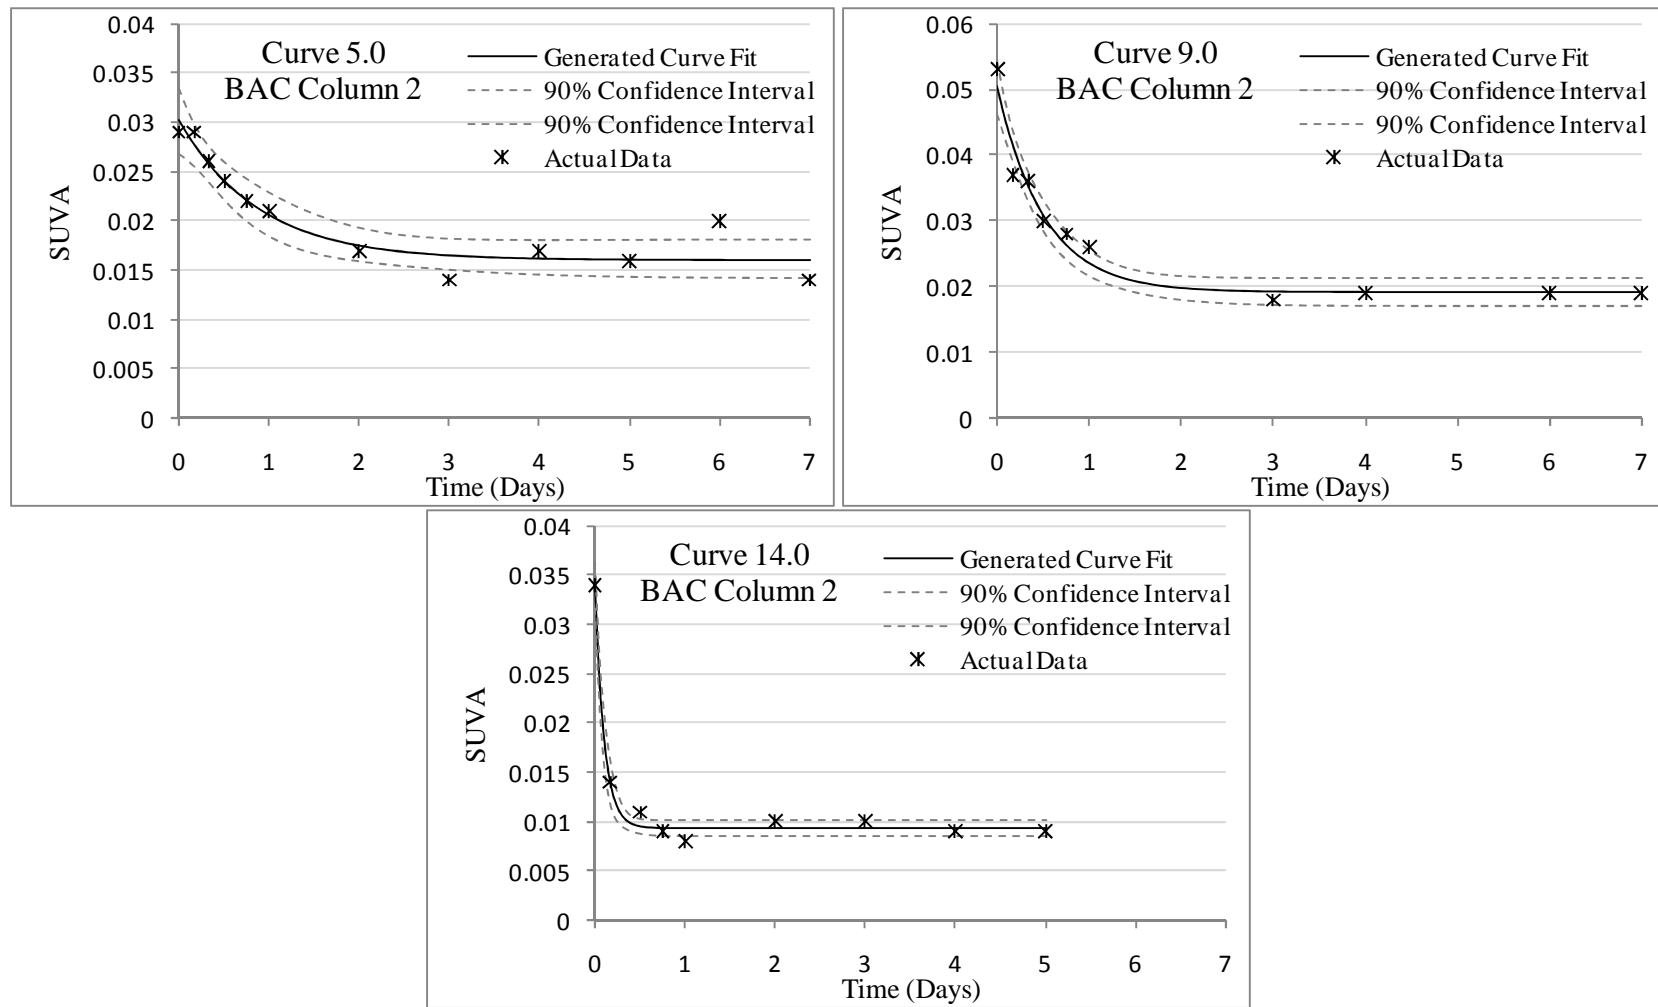 Curve 5.0
BAC Column 2
Generated Curve Fit
90% Confidence Interval
90% Confidence Interval
Actual Data
SUVA
0.04
0.035
0.03
0.025
0.02
0.015
0.01
0.005
0
0 1 2 3 4 5 6 7
Time (Days)
Curve 9.0
BAC Column 2
Generated Curve Fit
90% Confidence Interval
90% Confidence Interval
Actual Data
SUVA
0.06
0.05
0.04
0.03
0.02
0.01
0
0 1 2 3 4 5 6 7
Time (Days)
Curve 14.0
BAC Column 2
Generated Curve Fit
90% Confidence Interval
90% Confidence Interval
Actual Data
SUVA
0.04
0.035
0.03
0.025
0.02
0.015
0.01
0.005
0
0 1 2 3 4 5 6 7
Time (Days)